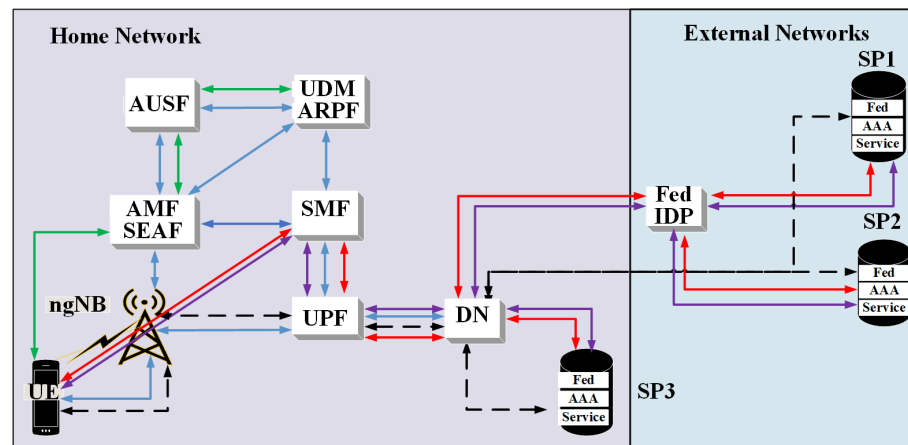 Home Network
External Networks
SP1
AUSF
UDM
ARPF
Fed
AAA
Service
AMF
SEAF
SMF
Fed
IDP
SP2
Fed
AAA
Service
ngNB
UPF
DN
UE
Fed
AAA
Service
SP3